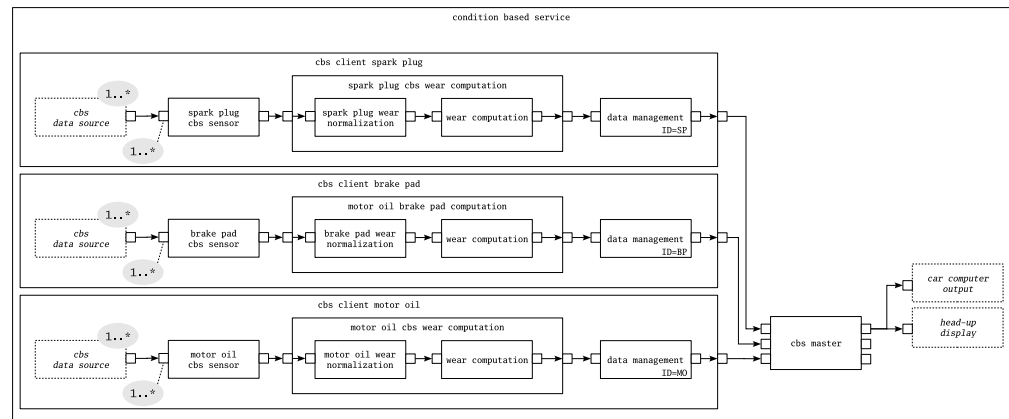 condition based service
cbs client spark plug
spark plug cbs wear computation
1..*
cbs
data source
spark plug
cbs sensor
spark plug wear
normalization
wear computation
data management
ID=SP
1..*
cbs client brake pad
motor oil brake pad computation
1..*
cbs
data source
brake pad
cbs sensor
brake pad wear
normalization
wear computation
data management
ID=BP
1..*
car computer
output
cbs client motor oil
motor oil cbs wear computation
head-up
display
1..*
cbs
data source
motor oil
cbs sensor
motor oil wear
normalization
wear computation
data management
ID=MO
cbs master
1..*